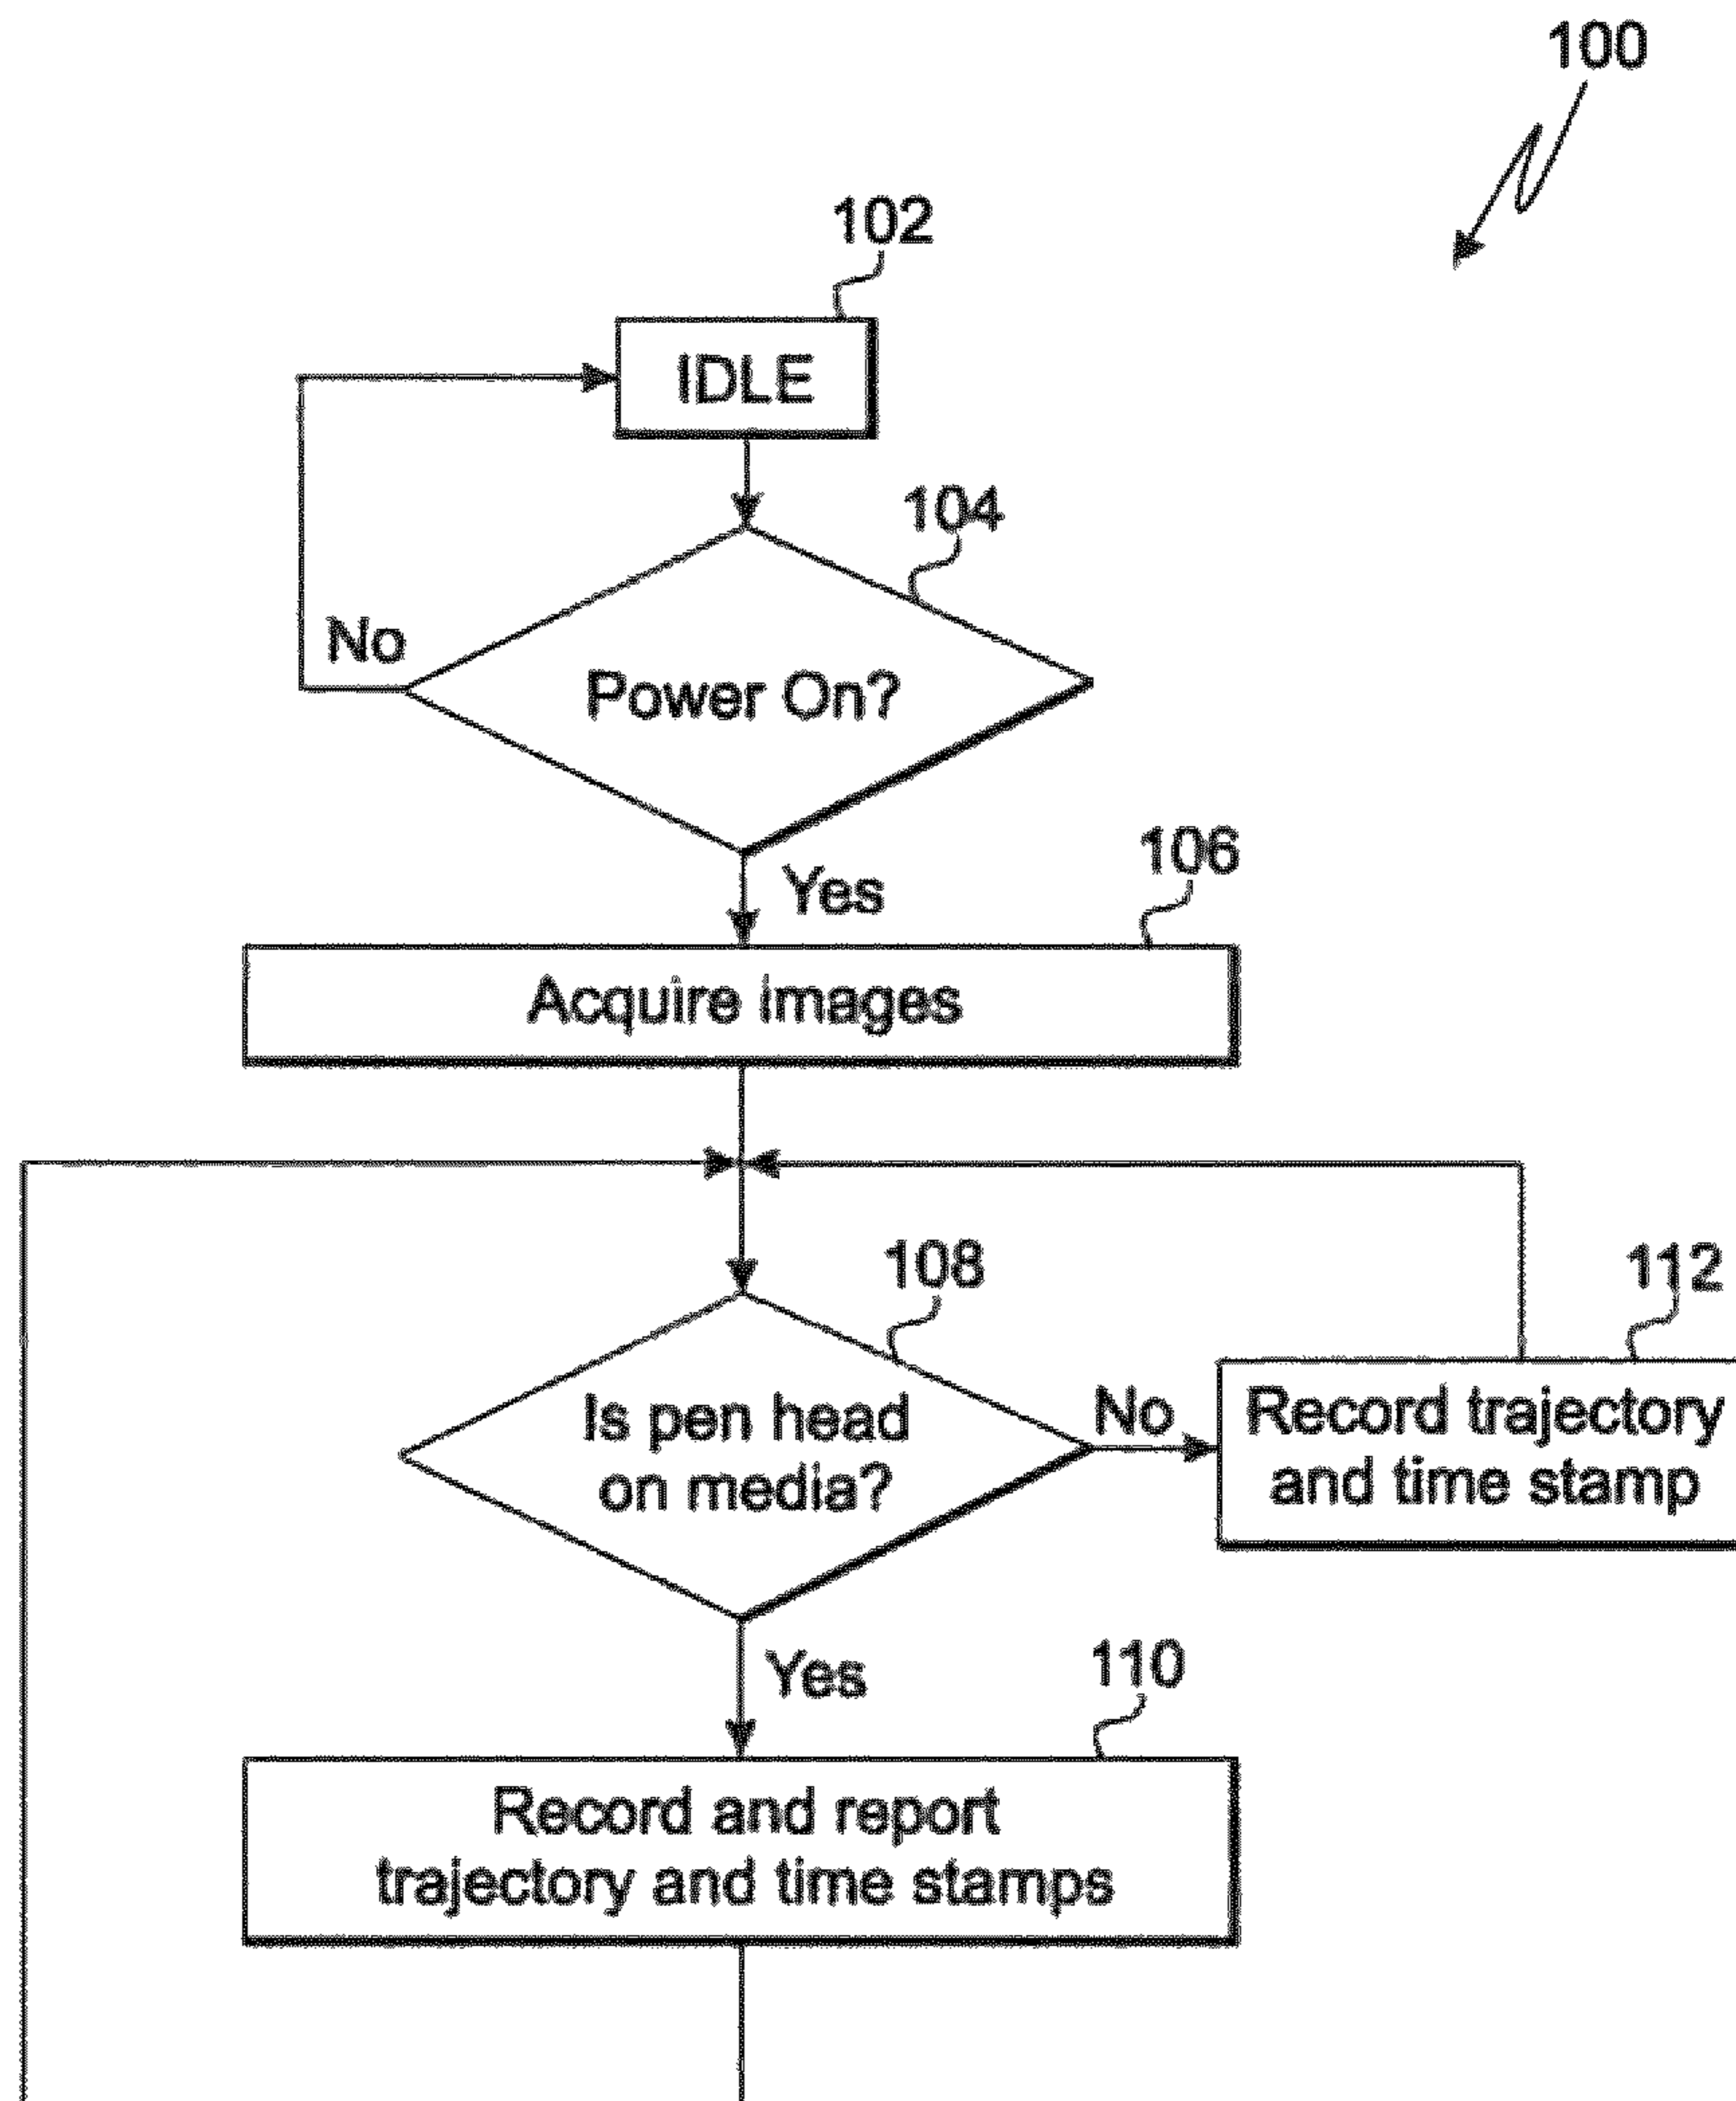 100
102
IDLE
104
No
Power On?
Yes
106
Acquire images
108
112
Is pen head
on media?
No
Record trajectory
and time stamp
Yes
110
Record and report
trajectory and time stamps